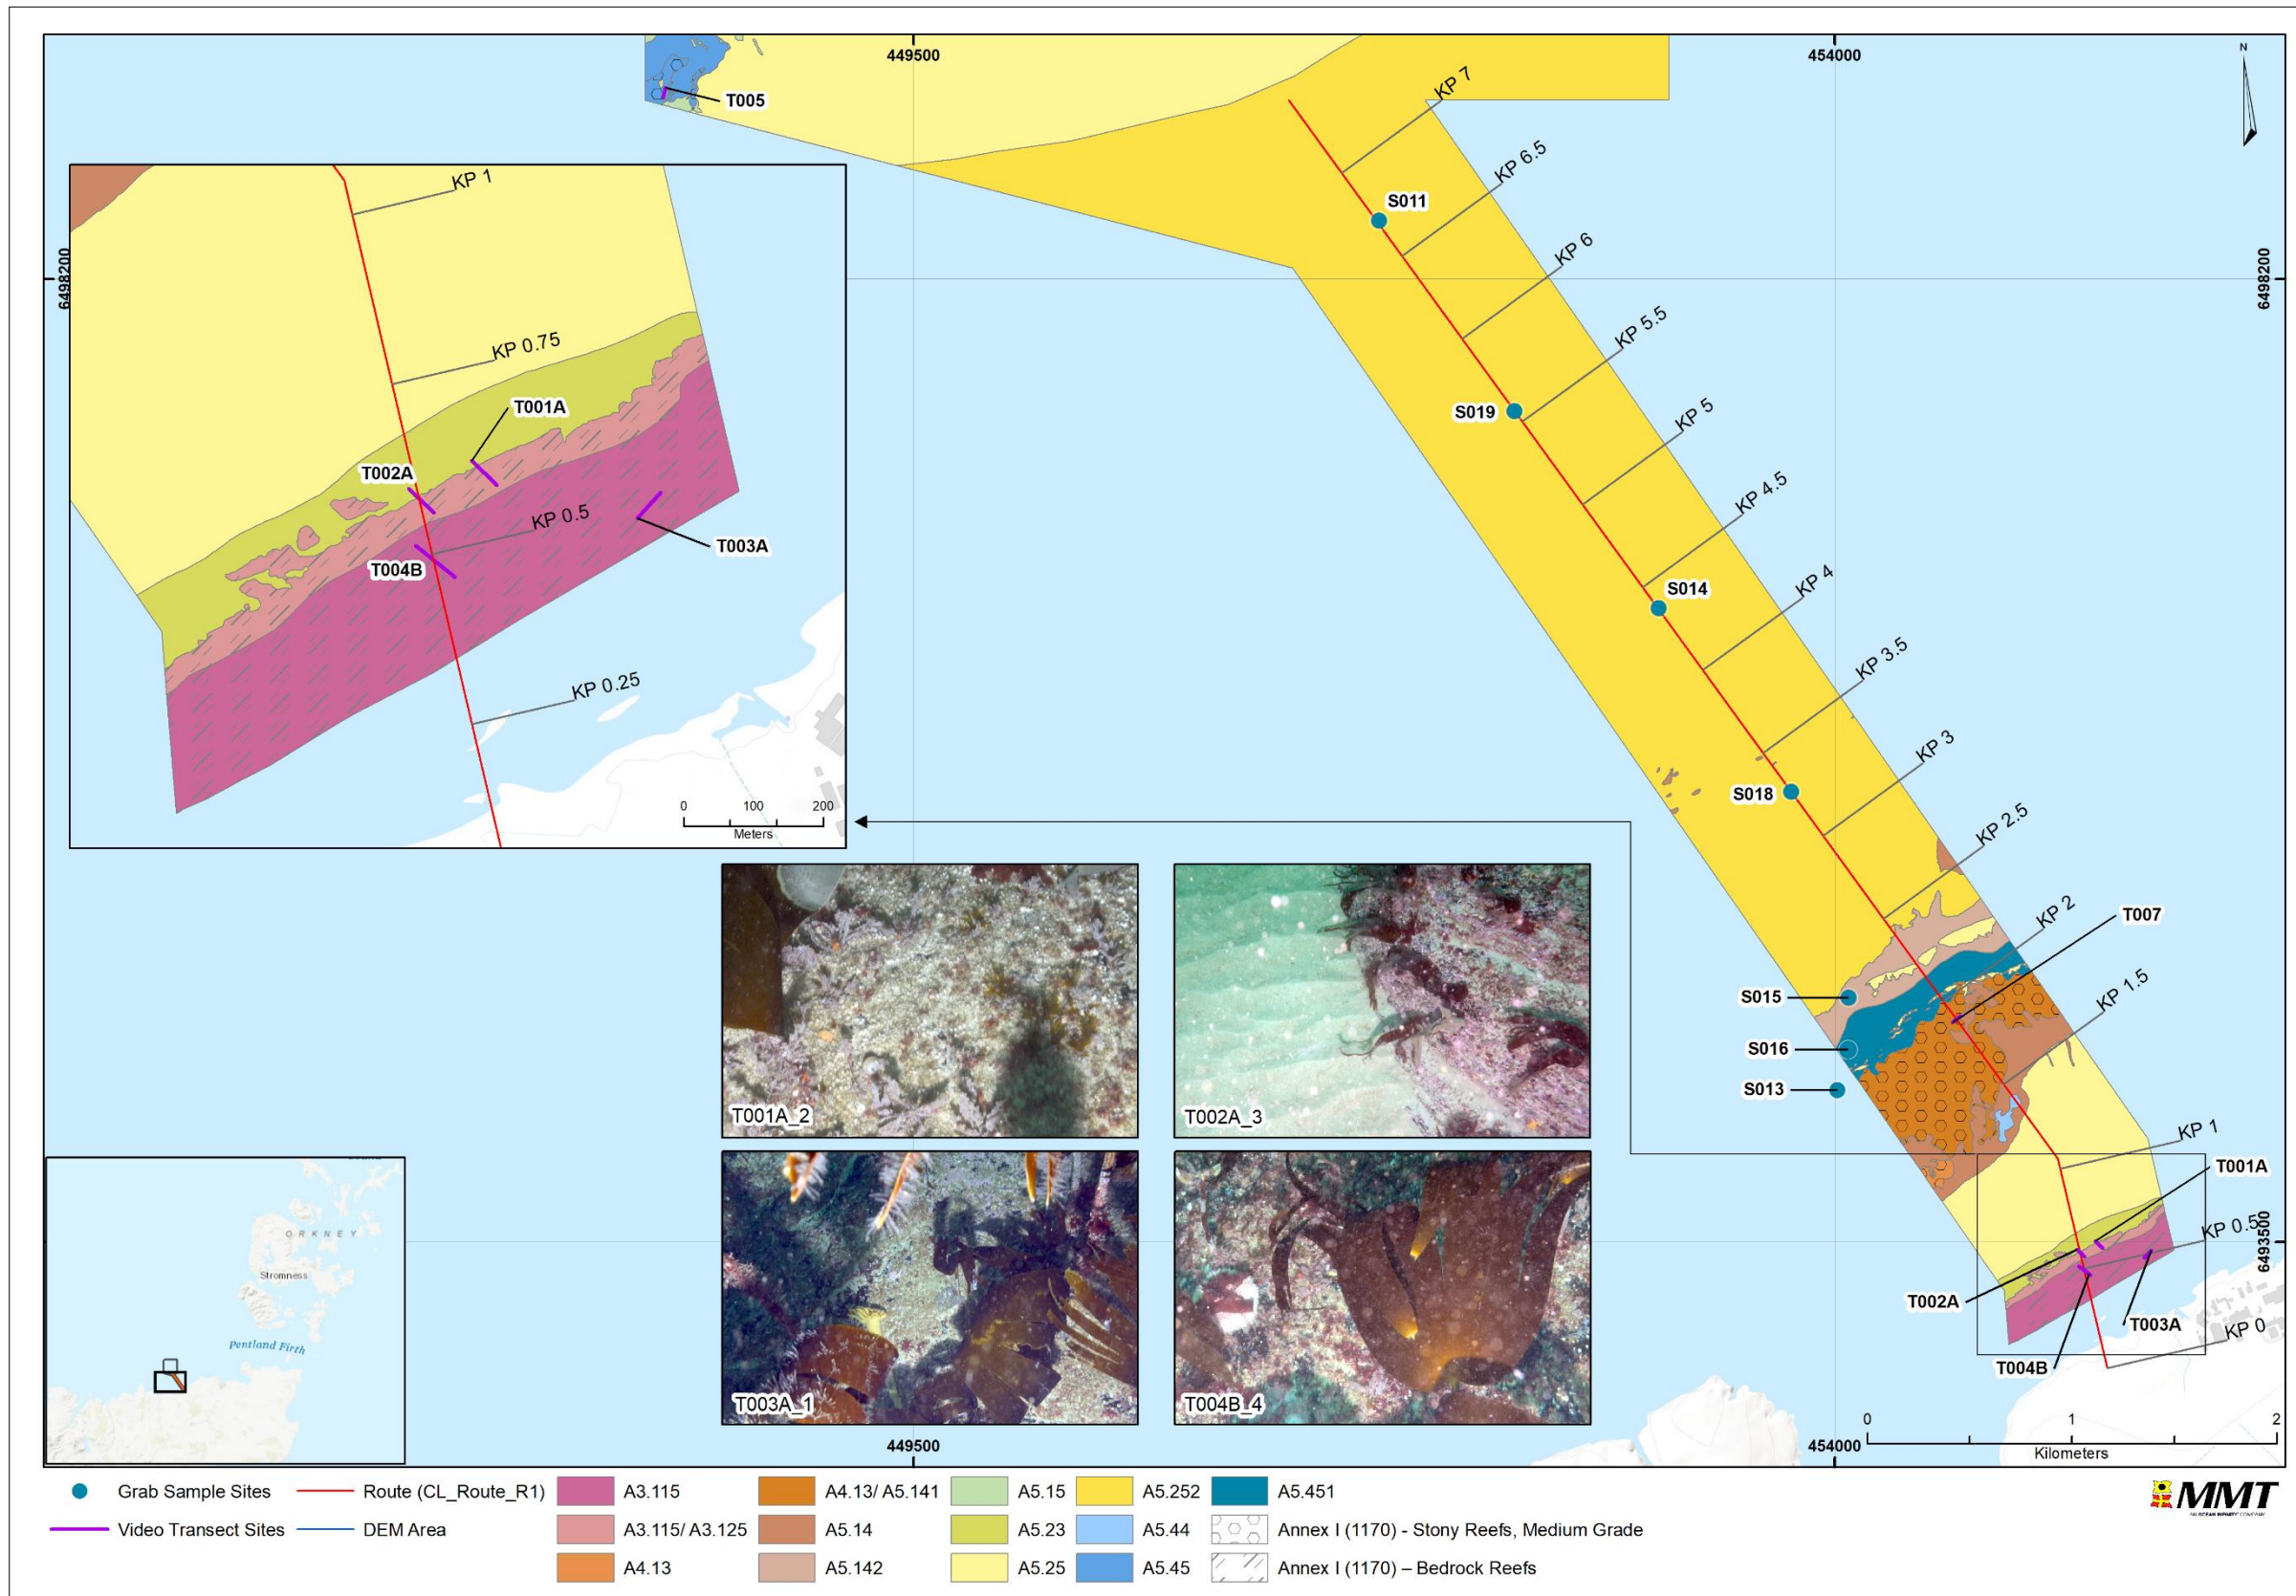 449500
454000
N
T005
KP 7
KP 6.5
S011
KP 1
6498200
6498200
KP 6
KP 5.5
KP 0.75
T001A
S019
KP 5
T002A
KP 4.5
KP 0.5
T003A
T004B
S014
KP 4
KP 0.25
KP 3.5
KP 3
S018
0 100 200
Meters
KP 2.5
KP 2
T007
KP 1.5
S015
S016
S013
T001A_2
T002A_3
KP 1
T001A
KP 0.5
6493500
ORKNEY
Stromness
Pentland Firth
T002A
T003A
KP 0
T004B
T003A_1
T004B_4
0 1 2
Kilometers
449500
454000
Grab Sample Sites
Route (CL_Route_R1)
Video Transect Sites
DEM Area
A3.115
A3.115/ A3.125
A4.13
A4.13/ A5.141
A5.14
A5.142
A5.15
A5.23
A5.25
A5.252
A5.44
A5.45
A5.451
Annex I (1170) - Stony Reefs, Medium Grade
Annex I (1170) – Bedrock Reefs
MMT
AN OCEAN INFINITY COMPANY